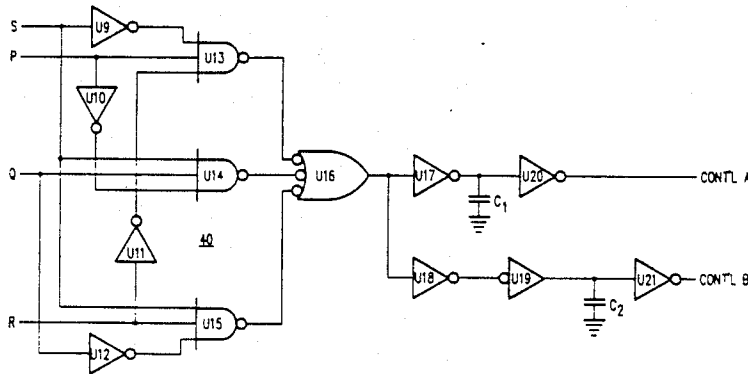 S
U9
P
U13
U10
U14
U16
U17
U20
CONT'L A
C1
Q
U11
40
U18
U19
U21
CONT'L B
C2
U15
R
U12